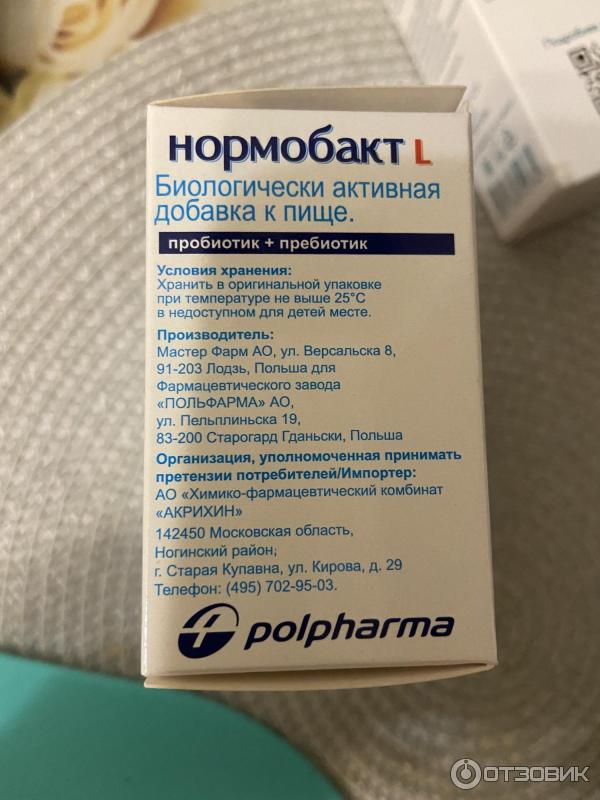 Подробная
нормобакт L
Биологически активная
добавка к пище.
пробиотик + пребиотик
Условия хранения:
Хранить в оригинальной упаковке
при температуре не выше 25°С
в недоступном для детей месте.
Производитель:
Мастер Фарм АО, ул. Версальска 8,
91-203 Лодзь, Польша для
Фармацевтического завода
«ПОЛЬФАРМА» АО,
ул. Пельплиньска 19,
83-200 Старогард Гданьски, Польша
Организация, уполномоченная принимать
претензии потребителей/Импортер:
АО «Химико-фармацевтический комбинат
«АКРИХИН»
142450 Московская область,
Ногинский район;
г. Старая Купавна, ул. Кирова, д. 29
Телефон: (495) 702-95-03.
polpharma
ОТЗОВИК